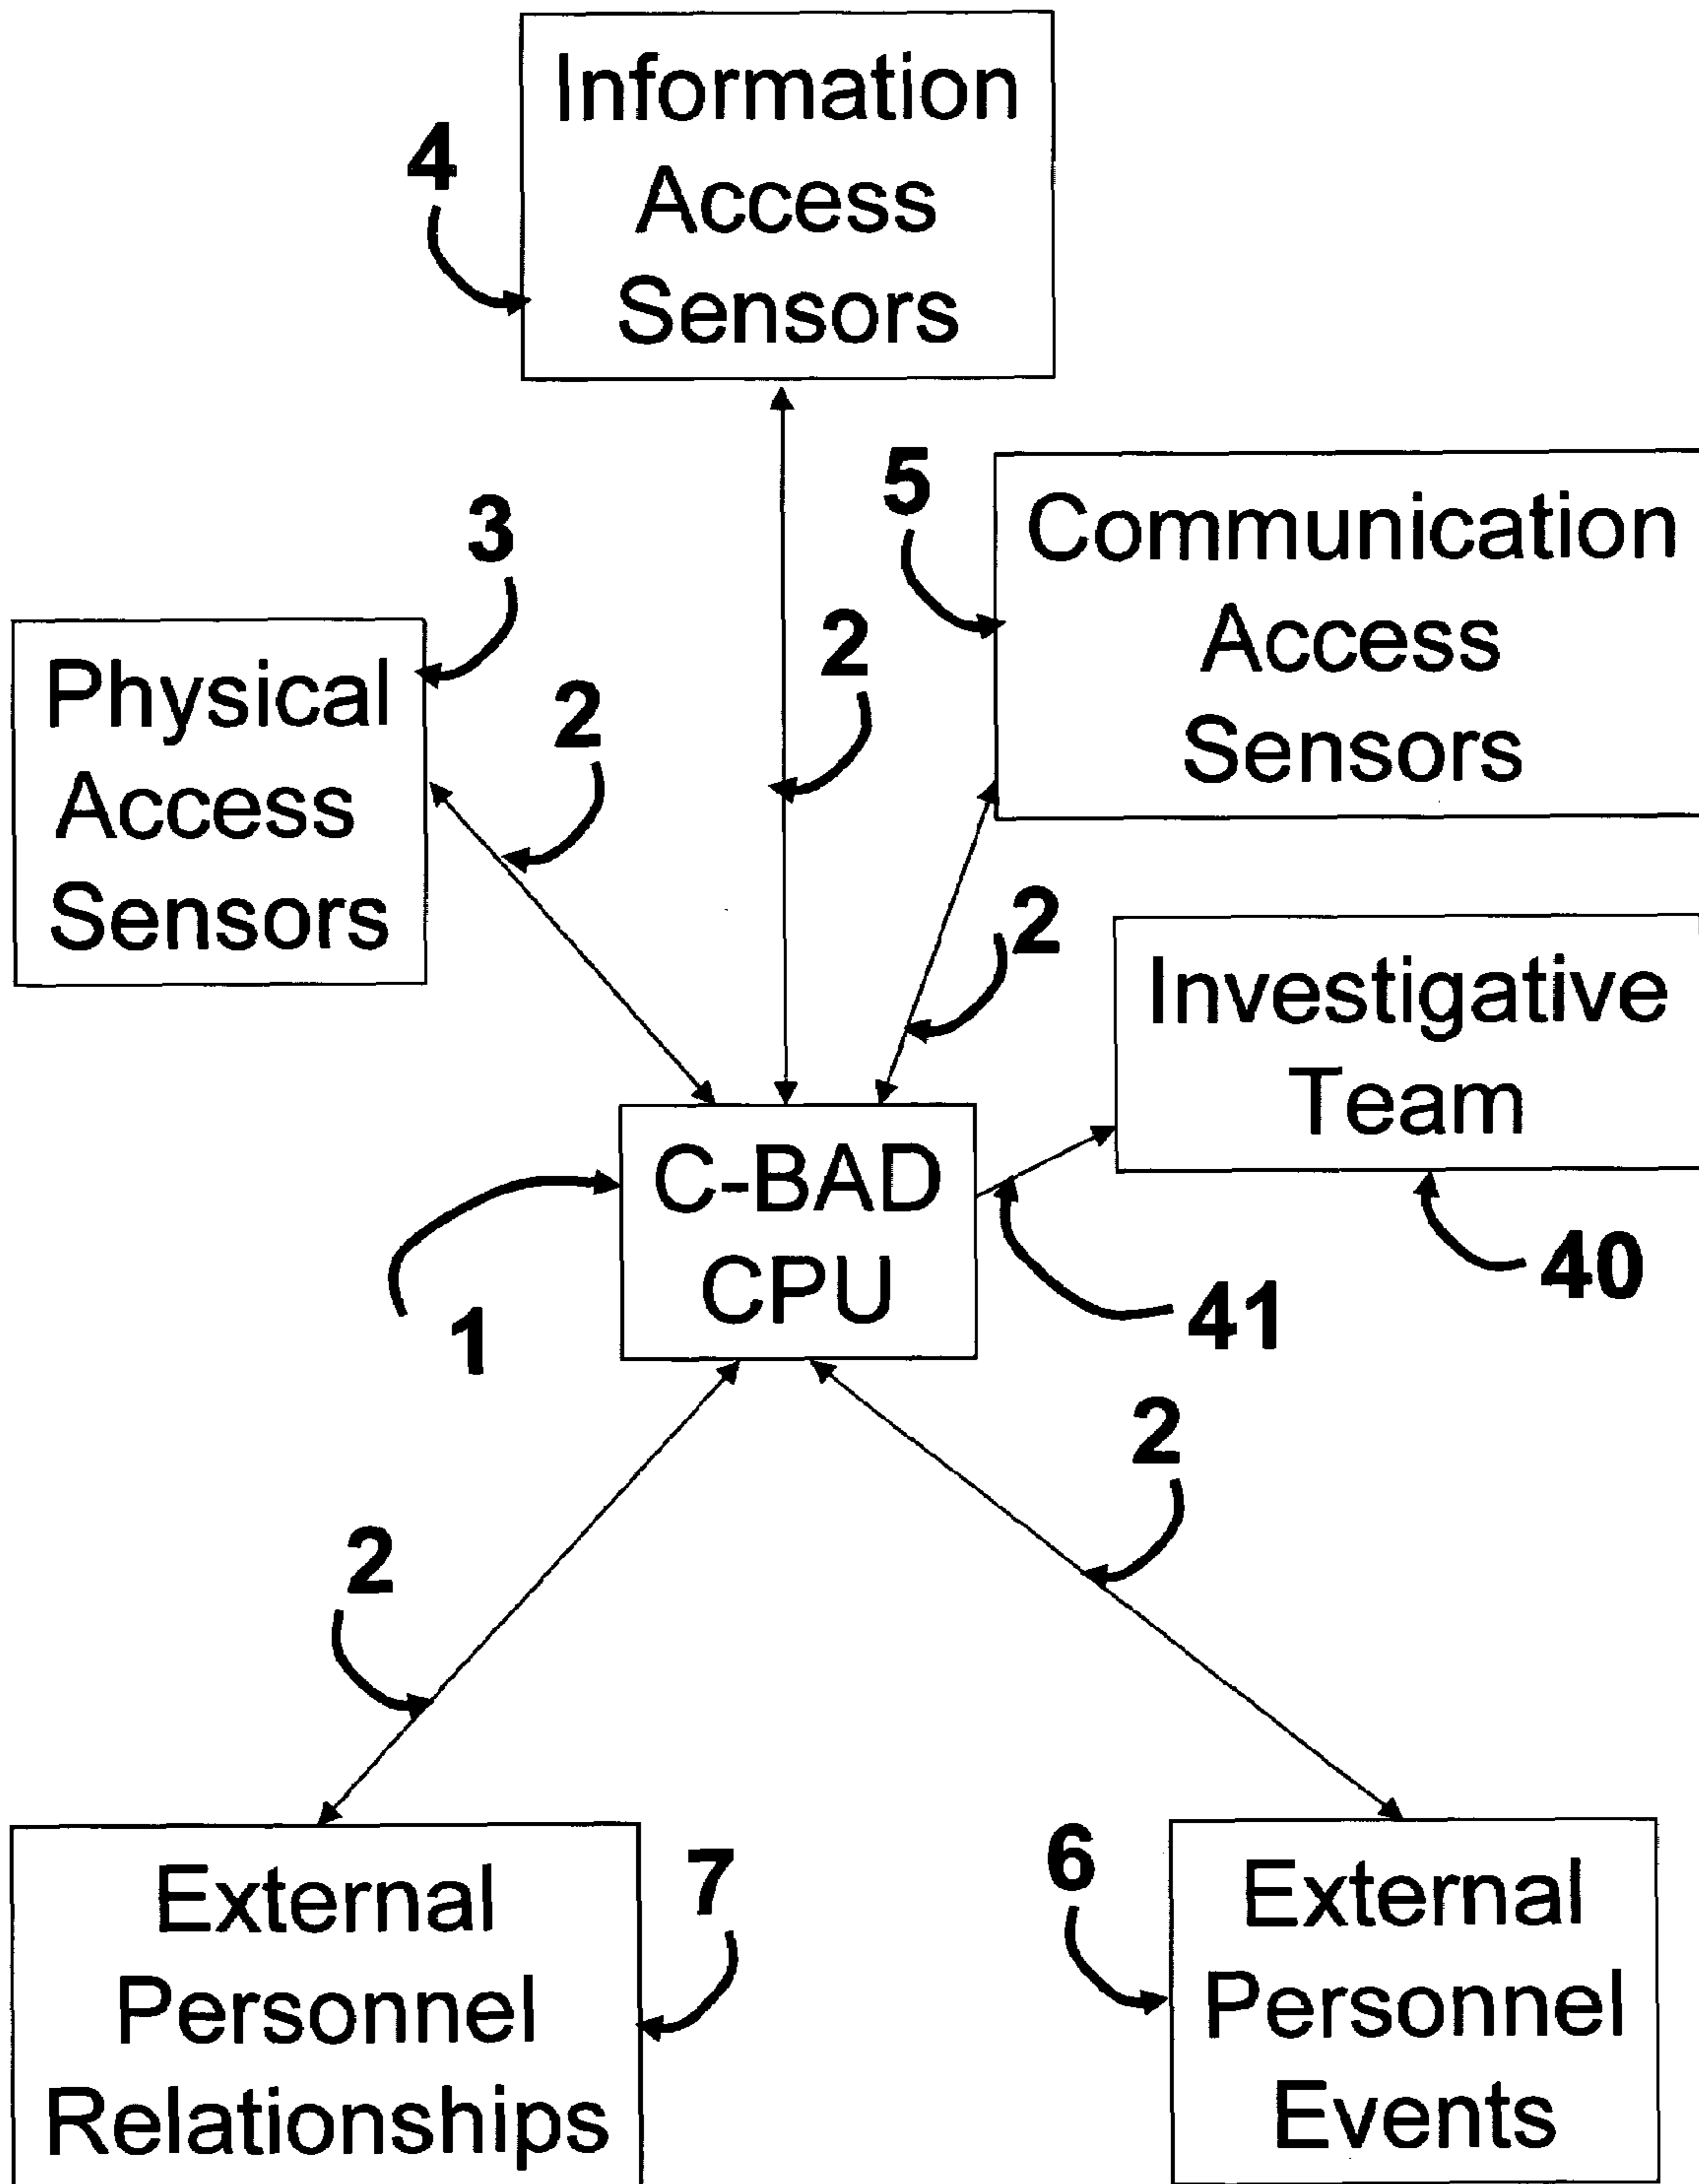 Information
Access
Sensors
4
5
Communication
Access
Sensors
3
Physical
Access
Sensors
2
2
2
Investigative
Team
C-BAD
CPU
1
41
40
2
2
7
External
Personnel
Relationships
6
External
Personnel
Events